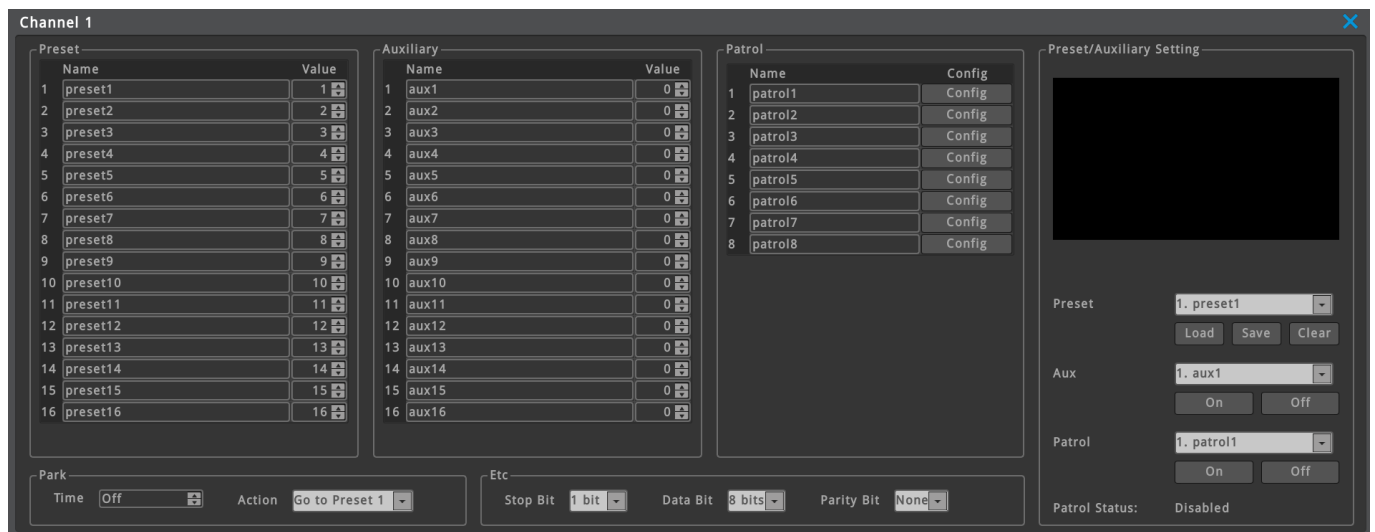 Channel 1
Preset
Name Value
1 preset1 1
2 preset2 2
3 preset3 3
4 preset4 4
5 preset5 5
6 preset6 6
7 preset7 7
8 preset8 8
9 preset9 9
10 preset10 10
11 preset11 11
12 preset12 12
13 preset13 13
14 preset14 14
15 preset15 15
16 preset16 16
Auxiliary
Name Value
1 aux1 0
2 aux2 0
3 aux3 0
4 aux4 0
5 aux5 0
6 aux6 0
7 aux7 0
8 aux8 0
9 aux9 0
10 aux10 0
11 aux11 0
12 aux12 0
13 aux13 0
14 aux14 0
15 aux15 0
16 aux16 0
Patrol
Name Config
1 patrol1 Config
2 patrol2 Config
3 patrol3 Config
4 patrol4 Config
5 patrol5 Config
6 patrol6 Config
7 patrol7 Config
8 patrol8 Config
Preset/Auxiliary Setting
Preset 1. preset1
Load Save Clear
Aux 1. aux1
On Off
Patrol 1. patrol1
On Off
Patrol Status: Disabled
Park
Time Off Action Go to Preset 1
Etc
Stop Bit 1 bit Data Bit 8 bits Parity Bit None